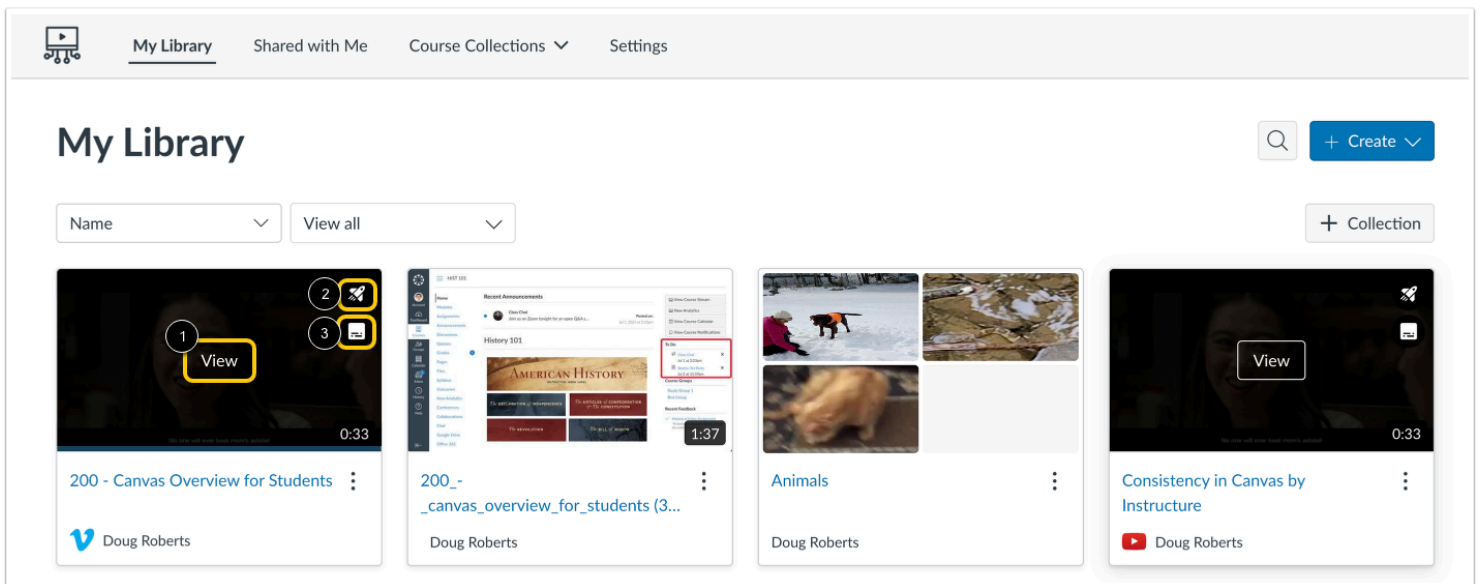 My Library Shared with Me Course Collections Settings
My Library
+ Create
Name View all
+ Collection
2
3
1
View
0:33
HIST 101
Recent Announcements
History 101
AMERICAN HISTORY
1:37
View
0:33
200 - Canvas Overview for Students
Doug Roberts
200_-
_canvas_overview_for_students (3...
Doug Roberts
Animals
Doug Roberts
Consistency in Canvas by
Instructure
Doug Roberts